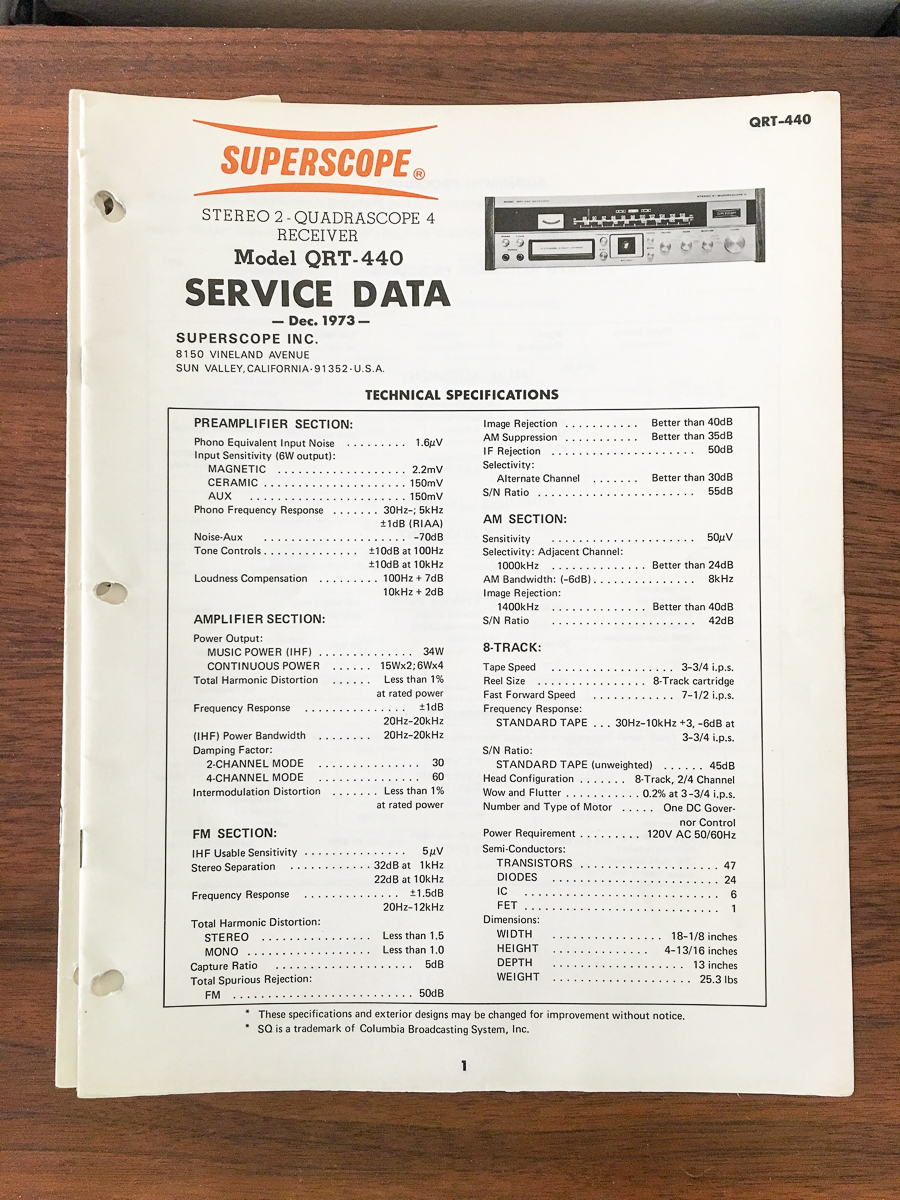 QRT-440
SUPERSCOPE®
STEREO 2 - QUADRASCOPE 4
RECEIVER
Model QRT-440
SERVICE DATA
— Dec. 1973 —
SUPERSCOPE INC.
8150 VINELAND AVENUE
SUN VALLEY, CALIFORNIA · 91352 · U.S.A.
TECHNICAL SPECIFICATIONS
PREAMPLIFIER SECTION:
Phono Equivalent Input Noise . . . . . . . . . 1.6μV
Input Sensitivity (6W output):
MAGNETIC . . . . . . . . . . . . . . . . . . . 2.2mV
CERAMIC . . . . . . . . . . . . . . . . . . . . . 150mV
AUX . . . . . . . . . . . . . . . . . . . . . . . 150mV
Phono Frequency Response . . . . . . . 30Hz-; 5kHz
±1dB (RIAA)
Noise-Aux . . . . . . . . . . . . . . . . . . . . . -70dB
Tone Controls . . . . . . . . . . . . . . ±10dB at 100Hz
±10dB at 10kHz
Loudness Compensation . . . . . . . . . 100Hz + 7dB
10kHz + 2dB
AMPLIFIER SECTION:
Power Output:
MUSIC POWER (IHF) . . . . . . . . . . . . . . 34W
CONTINUOUS POWER . . . . . . 15Wx2; 6Wx4
Total Harmonic Distortion . . . . . . Less than 1%
at rated power
Frequency Response . . . . . . . . . . . . . . . ±1dB
20Hz-20kHz
(IHF) Power Bandwidth . . . . . . . . 20Hz-20kHz
Damping Factor:
2-CHANNEL MODE . . . . . . . . . . . . . . . 30
4-CHANNEL MODE . . . . . . . . . . . . . . . 60
Intermodulation Distortion . . . . . . . Less than 1%
at rated power
FM SECTION:
IHF Usable Sensitivity . . . . . . . . . . . . . . . 5μV
Stereo Separation . . . . . . . . . . . . 32dB at 1kHz
22dB at 10kHz
Frequency Response . . . . . . . . . . . . . . ±1.5dB
20Hz-12kHz
Total Harmonic Distortion:
STEREO . . . . . . . . . . . . . . . . Less than 1.5
MONO . . . . . . . . . . . . . . . . . . Less than 1.0
Capture Ratio . . . . . . . . . . . . . . . . . . . . 5dB
Total Spurious Rejection:
FM . . . . . . . . . . . . . . . . . . . . . . . . . . 50dB
Image Rejection . . . . . . . . . . . Better than 40dB
AM Suppression . . . . . . . . . . . Better than 35dB
IF Rejection . . . . . . . . . . . . . . . . . . . . . 50dB
Selectivity:
Alternate Channel . . . . . . . Better than 30dB
S/N Ratio . . . . . . . . . . . . . . . . . . . . . . . 55dB
AM SECTION:
Sensitivity . . . . . . . . . . . . . . . . . . . . . 50μV
Selectivity: Adjacent Channel:
1000kHz . . . . . . . . . . . . . . Better than 24dB
AM Bandwidth: (-6dB) . . . . . . . . . . . . . . . 8kHz
Image Rejection:
1400kHz . . . . . . . . . . . . . . Better than 40dB
S/N Ratio . . . . . . . . . . . . . . . . . . . . . 42dB
8-TRACK:
Tape Speed . . . . . . . . . . . . . . . . . . 3-3/4 i.p.s.
Reel Size . . . . . . . . . . . . . . . . 8-Track cartridge
Fast Forward Speed . . . . . . . . . . . . 7-1/2 i.p.s.
Frequency Response:
STANDARD TAPE . . . 30Hz-10kHz +3, -6dB at
3-3/4 i.p.s.
S/N Ratio:
STANDARD TAPE (unweighted) . . . . . . 45dB
Head Configuration . . . . . . . 8-Track, 2/4 Channel
Wow and Flutter . . . . . . . . . . . 0.2% at 3-3/4 i.p.s.
Number and Type of Motor . . . . . One DC Gover-
nor Control
Power Requirement . . . . . . . . . 120V AC 50/60Hz
Semi-Conductors:
TRANSISTORS . . . . . . . . . . . . . . . . . . . . . 47
DIODES . . . . . . . . . . . . . . . . . . . . . . . . . 24
IC . . . . . . . . . . . . . . . . . . . . . . . . . . . . 6
FET . . . . . . . . . . . . . . . . . . . . . . . . . . . . 1
Dimensions:
WIDTH . . . . . . . . . . . . . . . . 18-1/8 inches
HEIGHT . . . . . . . . . . . . . . 4-13/16 inches
DEPTH . . . . . . . . . . . . . . . . . . . 13 inches
WEIGHT . . . . . . . . . . . . . . . . . . . . 25.3 lbs
* These specifications and exterior designs may be changed for improvement without notice.
* SQ is a trademark of Columbia Broadcasting System, Inc.
1